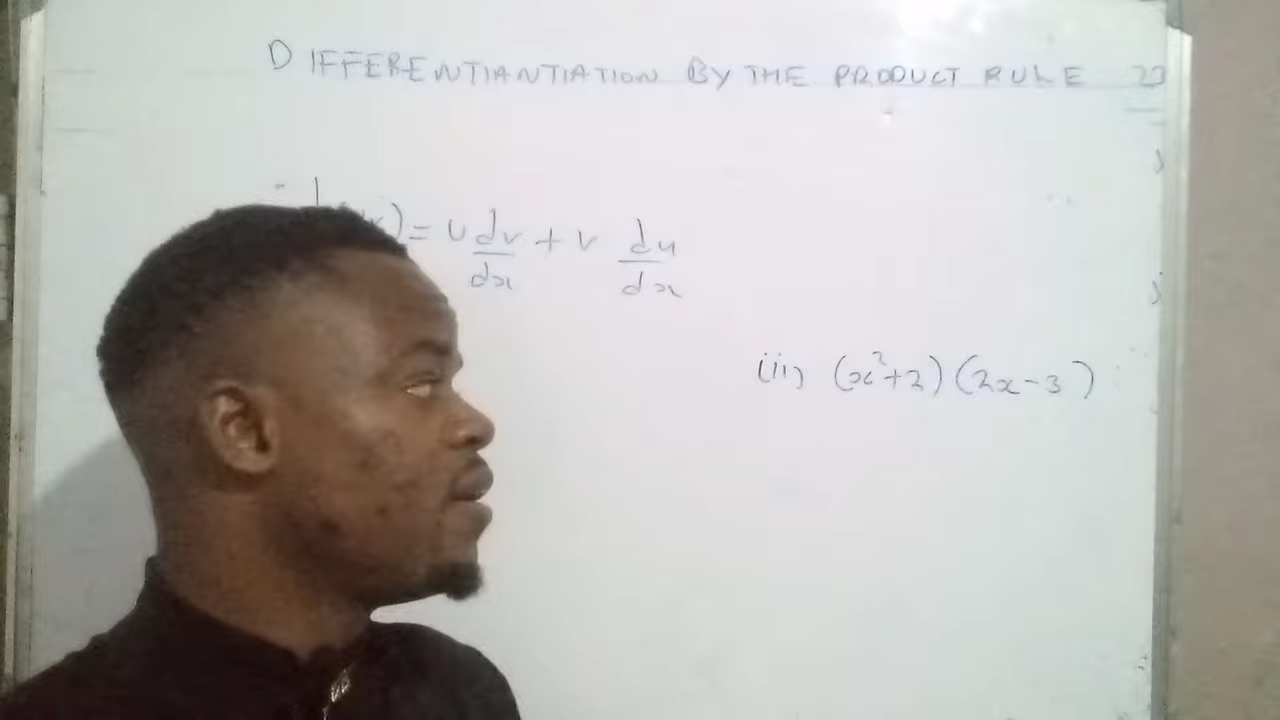 DIFFERENTIANTIATION BY THE PRODUCT RULE
) = u dv/dx + v du/dx
(ii) (x²+2)(2x-3)